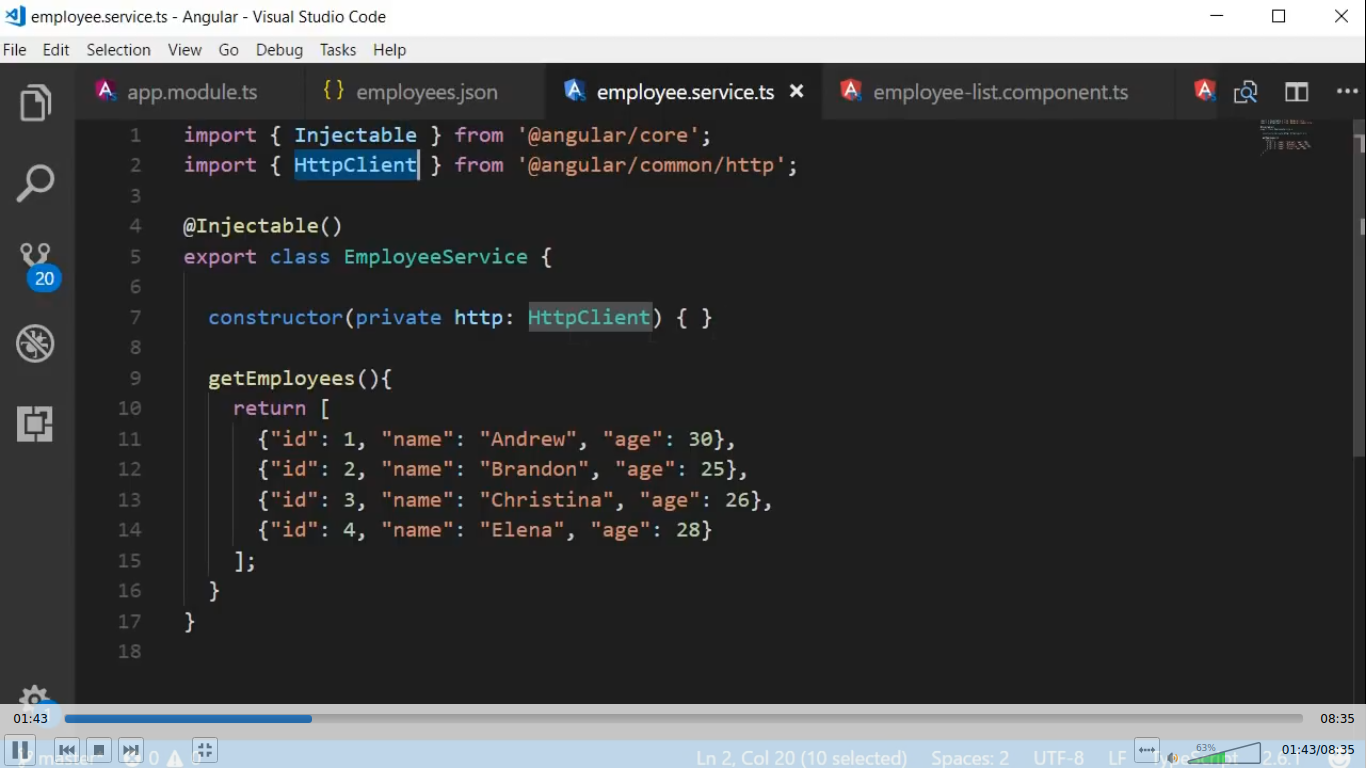 employee.service.ts - Angular - Visual Studio Code
File Edit Selection View Go Debug Tasks Help
app.module.ts { } employees.json employee.service.ts × employee-list.component.ts
1 import { Injectable } from '@angular/core';
2 import { HttpClient } from '@angular/common/http';
3
4 @Injectable()
5 export class EmployeeService {
6
7 constructor(private http: HttpClient) { }
8
9 getEmployees(){
10 return [
11 {"id": 1, "name": "Andrew", "age": 30},
12 {"id": 2, "name": "Brandon", "age": 25},
13 {"id": 3, "name": "Christina", "age": 26},
14 {"id": 4, "name": "Elena", "age": 28}
15 ];
16 }
17 }
18
20
1
01:43 08:35
master 0 0 Ln 2, Col 20 (10 selected) Spaces: 2 UTF-8 LF TypeScript 2.6.1 63% 01:43/08:35